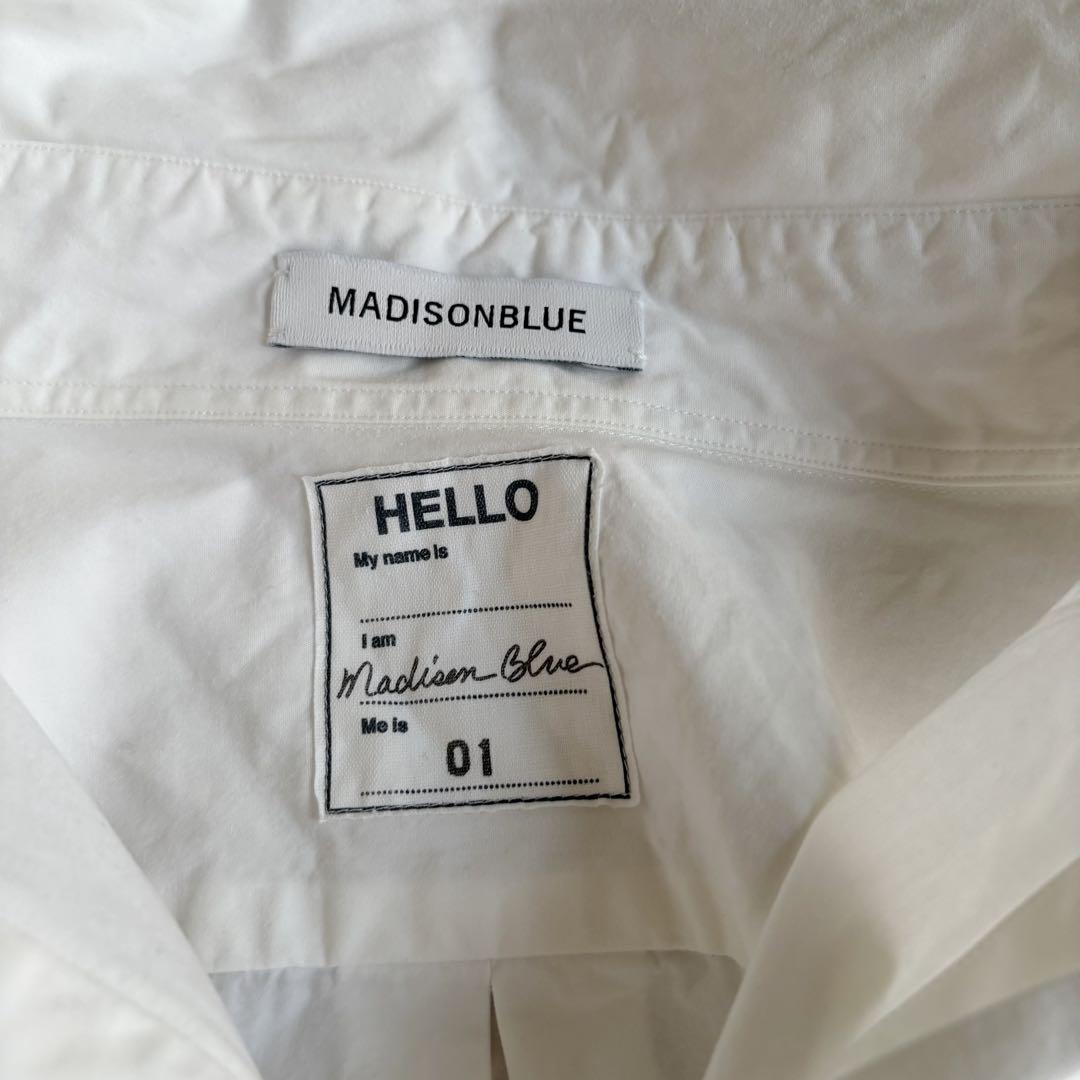 MADISONBLUE
HELLO
My name is
I am
Madison Blue
Me is
01